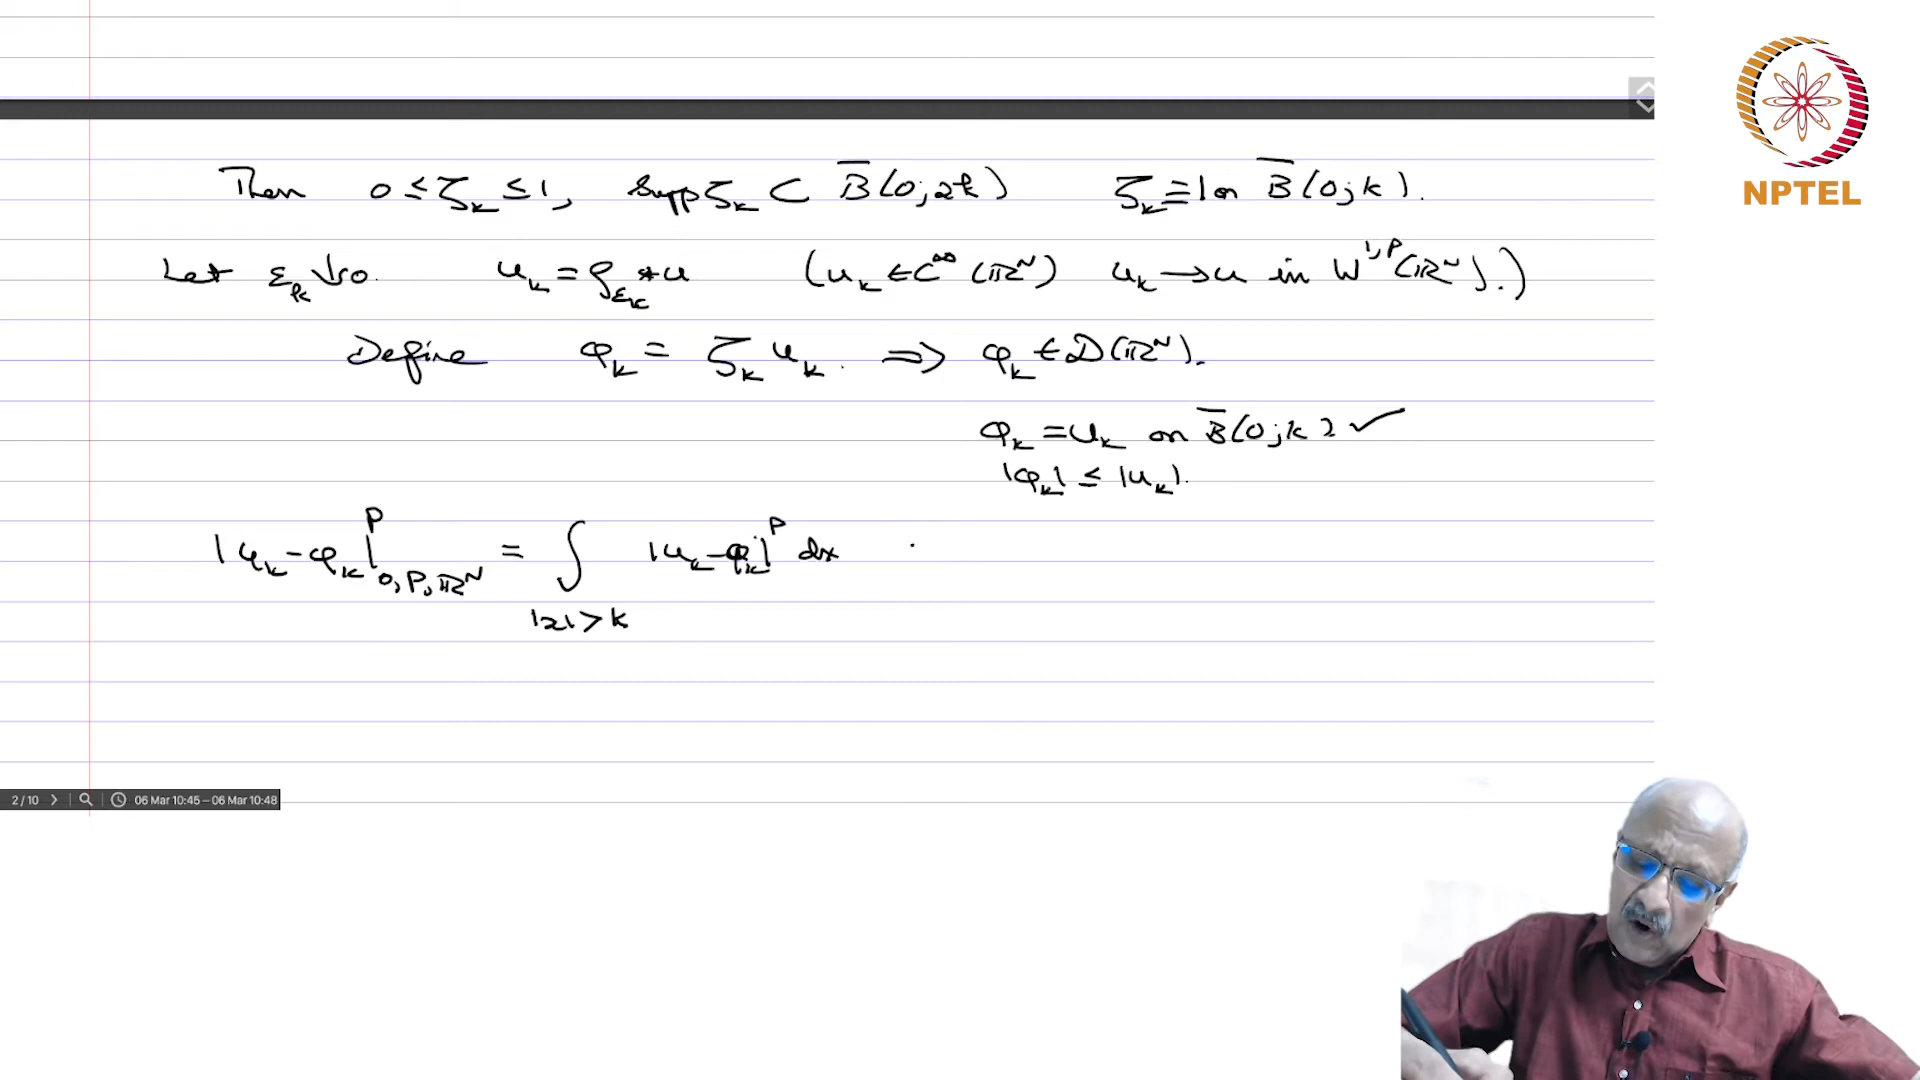 NPTEL
Then 0 ≤ ζ_k ≤ 1, Supp ζ_k ⊂ B̅(0;2k) ζ_k ≡ 1 on B̅(0;k).
Let ε_k ↓ 0. u_k = ρ_{ε_k} * u (u_k ∈ C^∞(ℝ^N) u_k → u in W^{1,p}(ℝ^N).)
Define φ_k = ζ_k u_k. ⇒ φ_k ∈ 𝒟(ℝ^N).
φ_k = u_k on B̅(0;k) ✓
|φ_k| ≤ |u_k|.
|u_k - φ_k|^p_{0,p,ℝ^N} = ∫_{|x|>k} |u_k - φ_k|^p dx
2 / 10 > 06 Mar 10:45 – 06 Mar 10:48